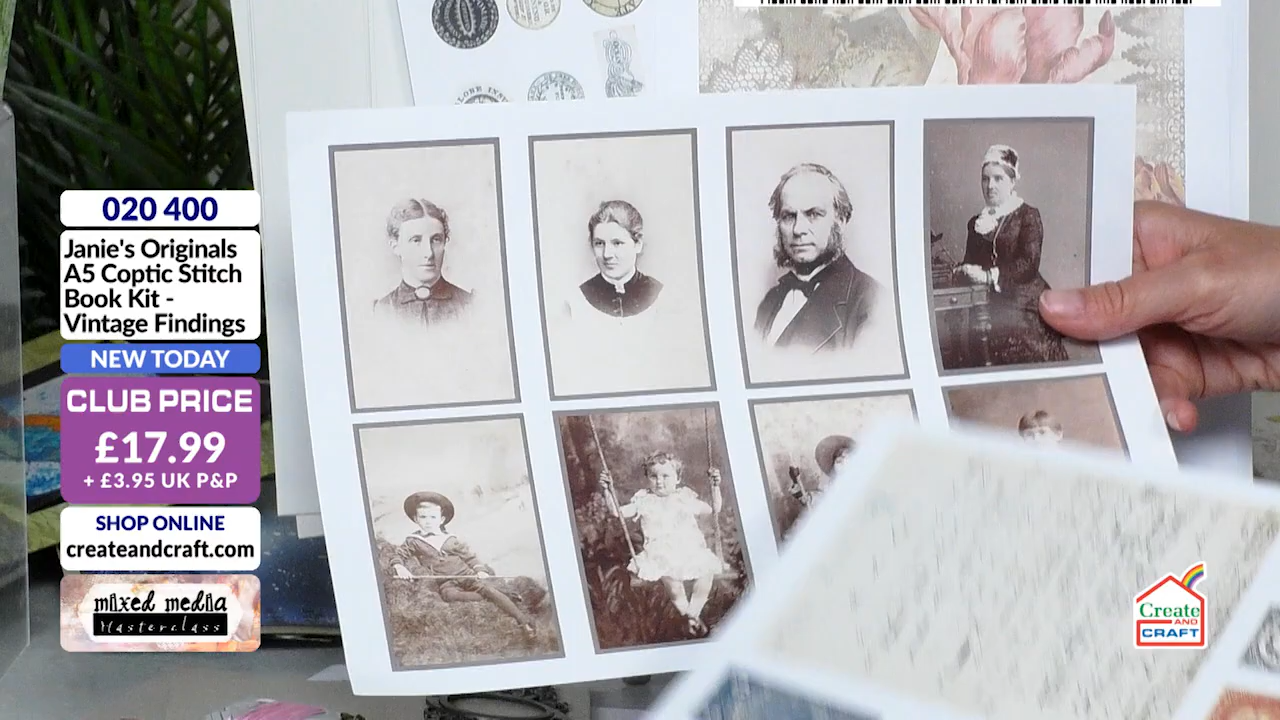 020 400
Janie's Originals
A5 Coptic Stitch
Book Kit -
Vintage Findings
NEW TODAY
CLUB PRICE
£17.99
+ £3.95 UK P&P
SHOP ONLINE
createandcraft.com
mixed media
Masterclass
Create
AND
CRAFT